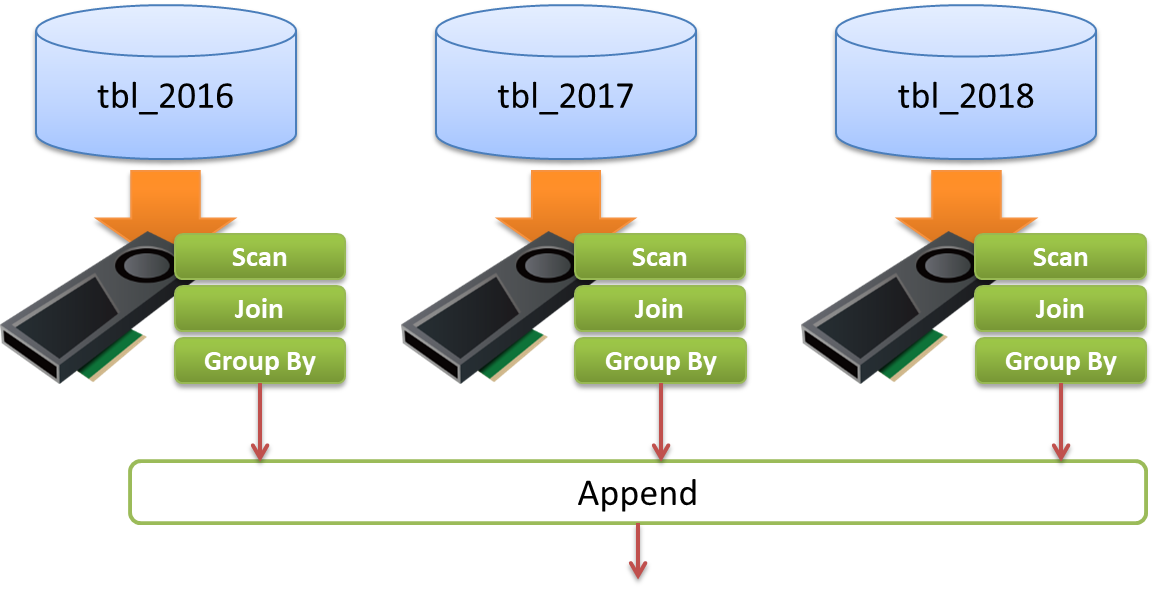 tbl_2016
tbl_2017
tbl_2018
Scan
Join
Group By
Scan
Join
Group By
Scan
Join
Group By
Append